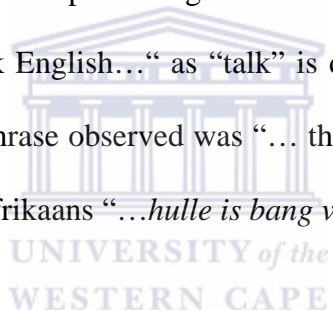 English…“ as “talk” is
hrase observed was “… th
frikaans “…hulle is bang v
UNIVERSITY of the
WESTERN CAPE